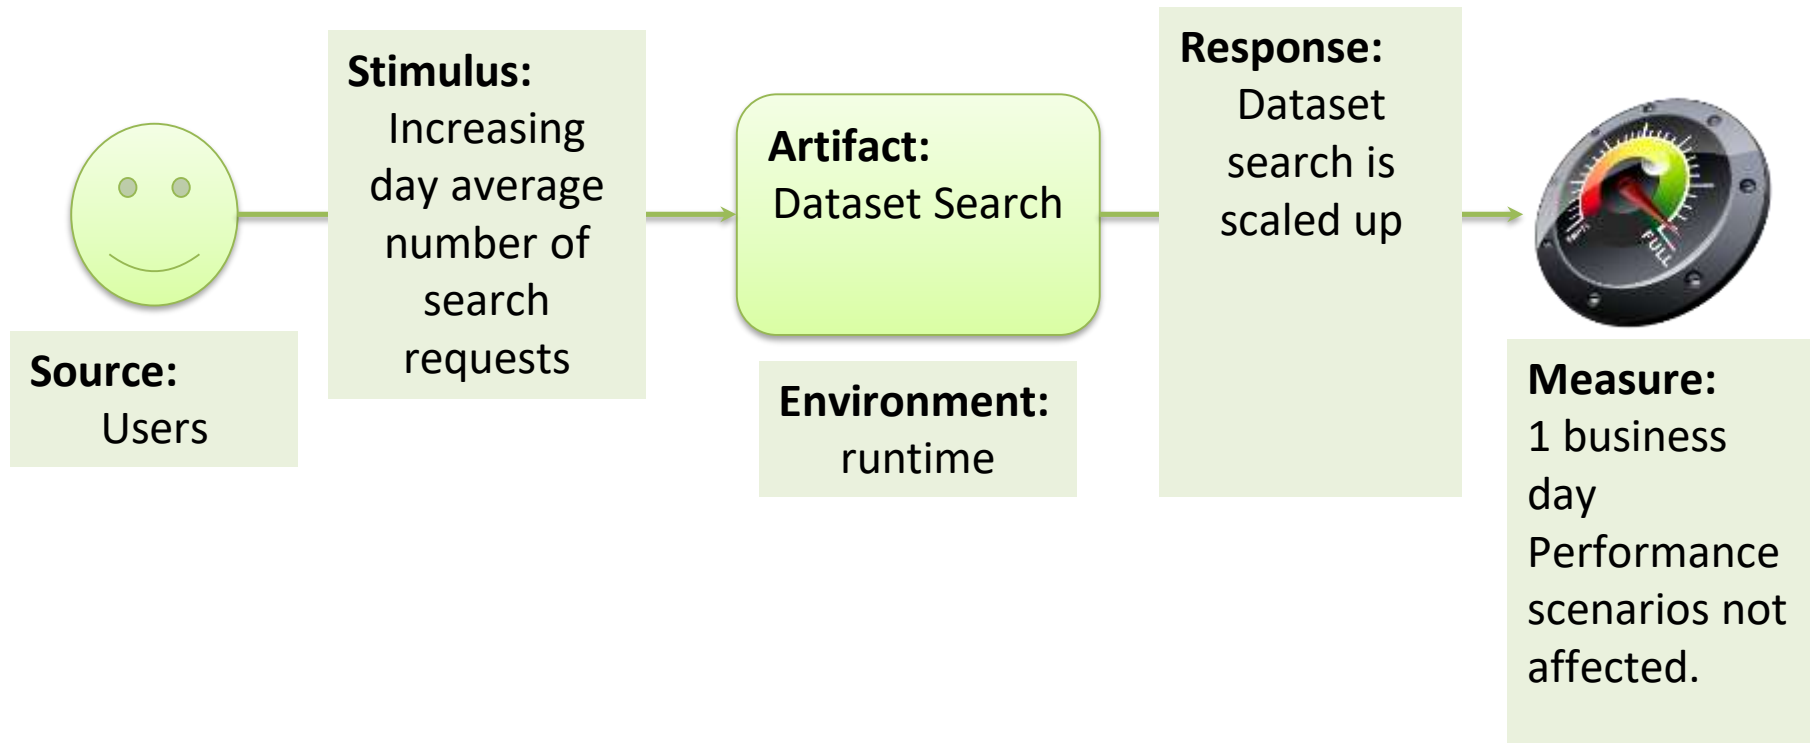 Source:
Users
Stimulus:
Increasing
day average
number of
search
requests
Artifact:
Dataset Search
Environment:
runtime
Response:
Dataset
search is
scaled up
FULL
Measure:
1 business
day
Performance
scenarios not
affected.